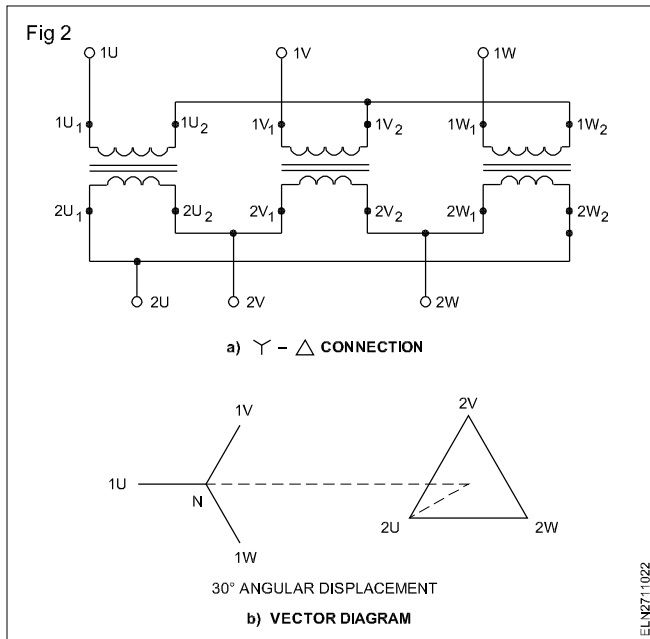 Fig 2
1U 1V 1W
1U1 1U2 1V1 1V2 1W1 1W2
2U1 2U2 2V1 2V2 2W1 2W2
2U 2V 2W
a) Y – △ CONNECTION
1V 2V
1U N
2U 2W
1W
30° ANGULAR DISPLACEMENT
b) VECTOR DIAGRAM
ELN2711022